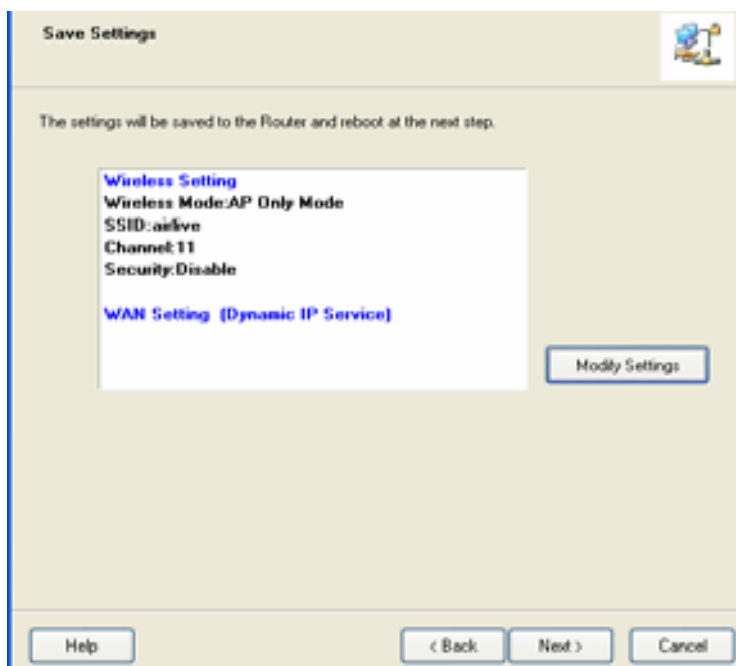 Save Settings
The settings will be saved to the Router and reboot at the next step.
Wireless Setting
Wireless Mode:AP Only Mode
SSID:airlive
Channel:11
Security:Disable
WAN Setting (Dynamic IP Service)
Modify Settings
Help
< Back
Next >
Cancel